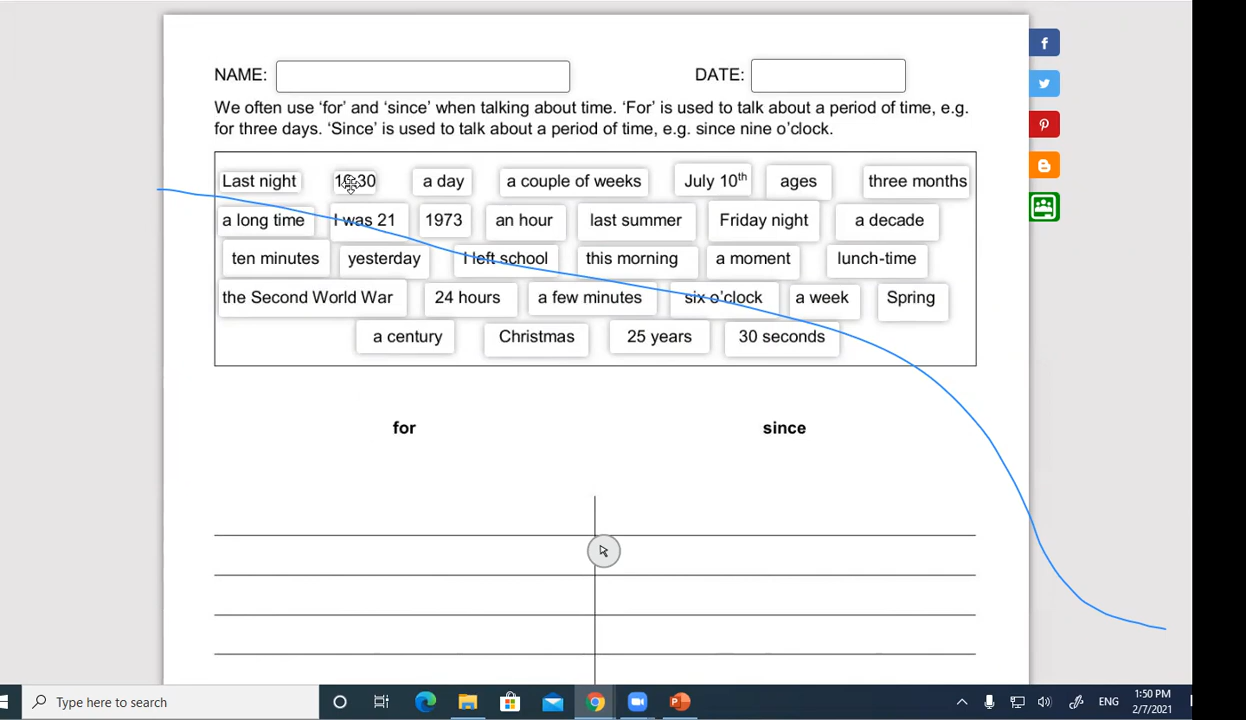 NAME: DATE:
We often use ‘for’ and ‘since’ when talking about time. ‘For’ is used to talk about a period of time, e.g.
for three days. ‘Since’ is used to talk about a period of time, e.g. since nine o’clock.
Last night a day a couple of weeks July 10th ages three months
a long time I was 21 1973 an hour last summer Friday night a decade
ten minutes yesterday I left school this morning a moment lunch-time
the Second World War 24 hours a few minutes six o’clock a week Spring
a century Christmas 25 years 30 seconds
for since
Type here to search
ENG
1:50 PM
2/7/2021